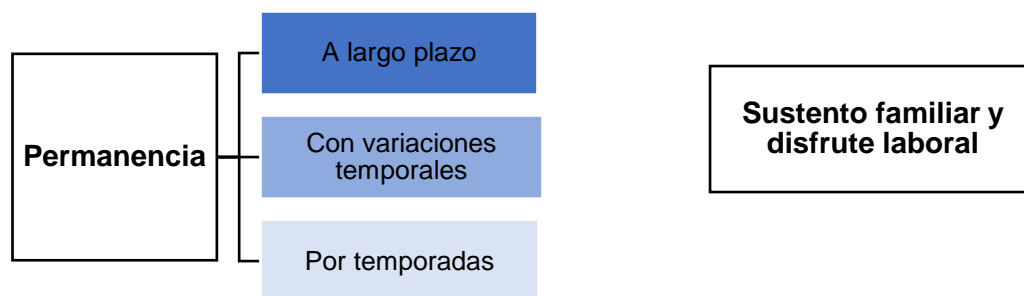 Permanencia
A largo plazo
Con variaciones
temporales
Por temporadas
Sustento familiar y
disfrute laboral